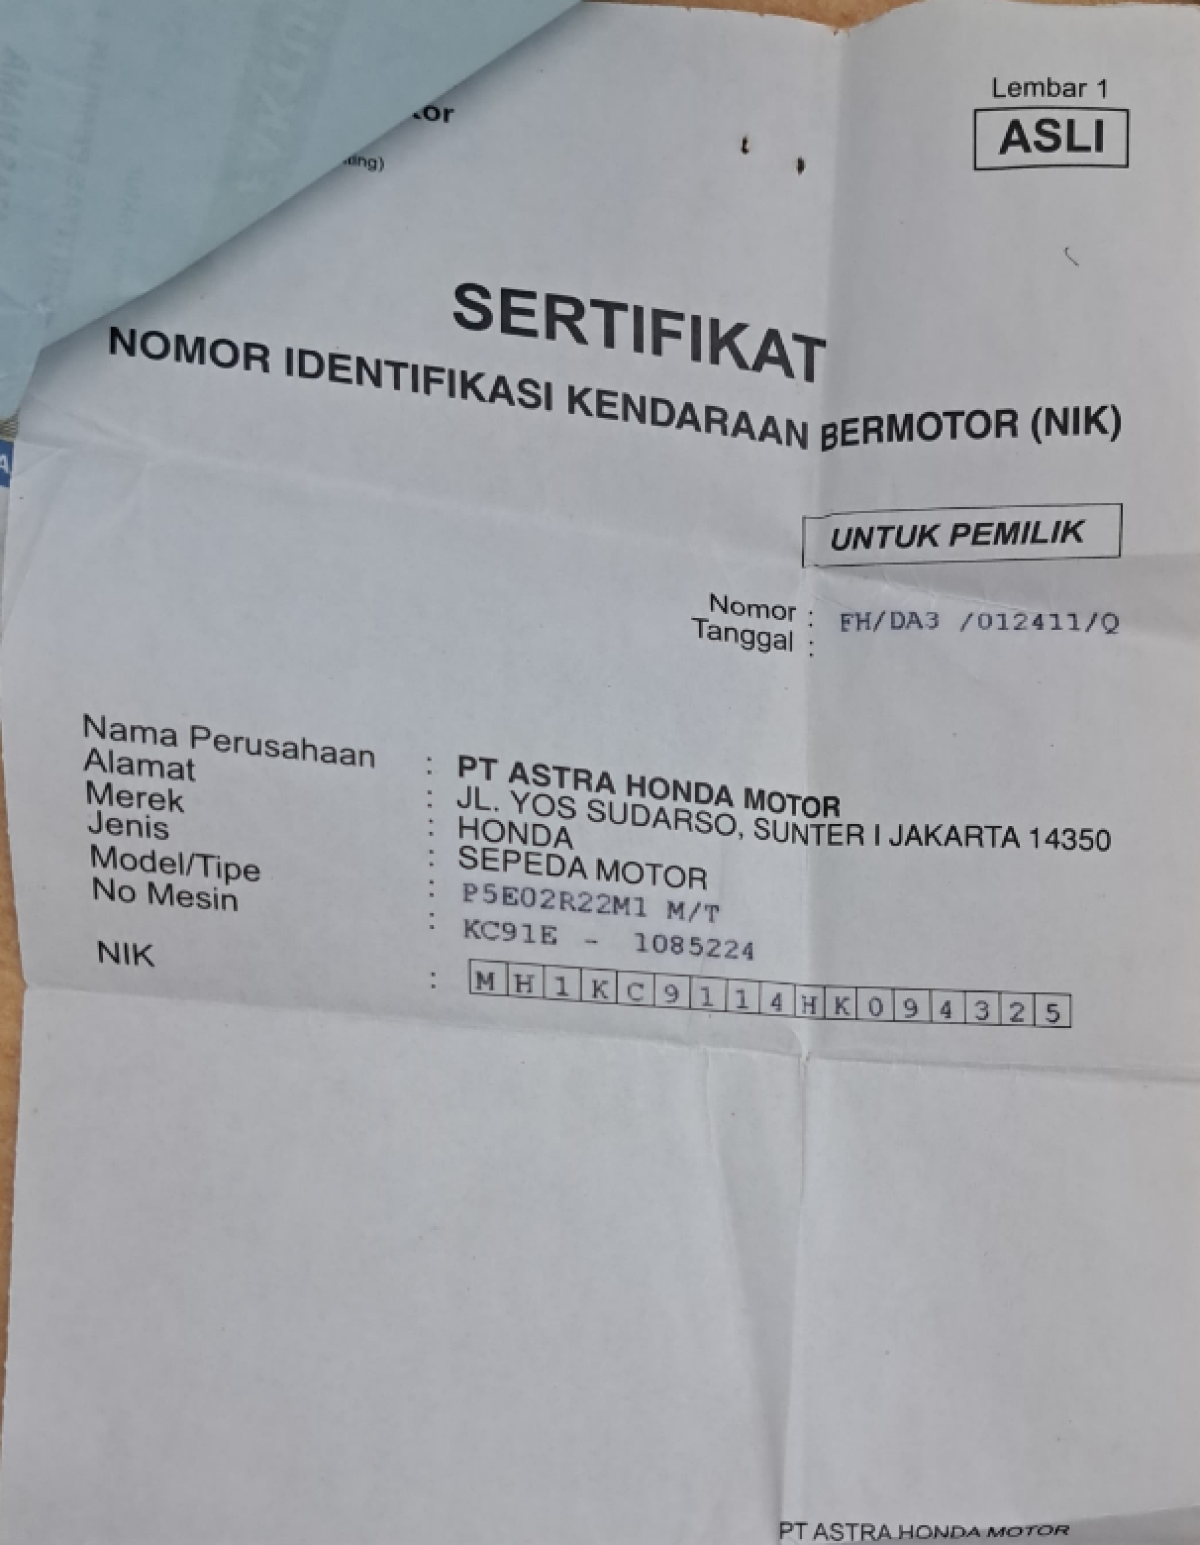 Lembar 1
ASLI
SERTIFIKAT
NOMOR IDENTIFIKASI KENDARAAN BERMOTOR (NIK)
UNTUK PEMILIK
Nomor : FH/DA3 /012411/Q
Tanggal :
Nama Perusahaan : PT ASTRA HONDA MOTOR
Alamat : JL. YOS SUDARSO, SUNTER I JAKARTA 14350
Merek : HONDA
Jenis : SEPEDA MOTOR
Model/Tipe : P5E02R22M1 M/T
No Mesin : KC91E - 1085224
NIK : MH1KC9114HK094325
PT ASTRA HONDA MOTOR